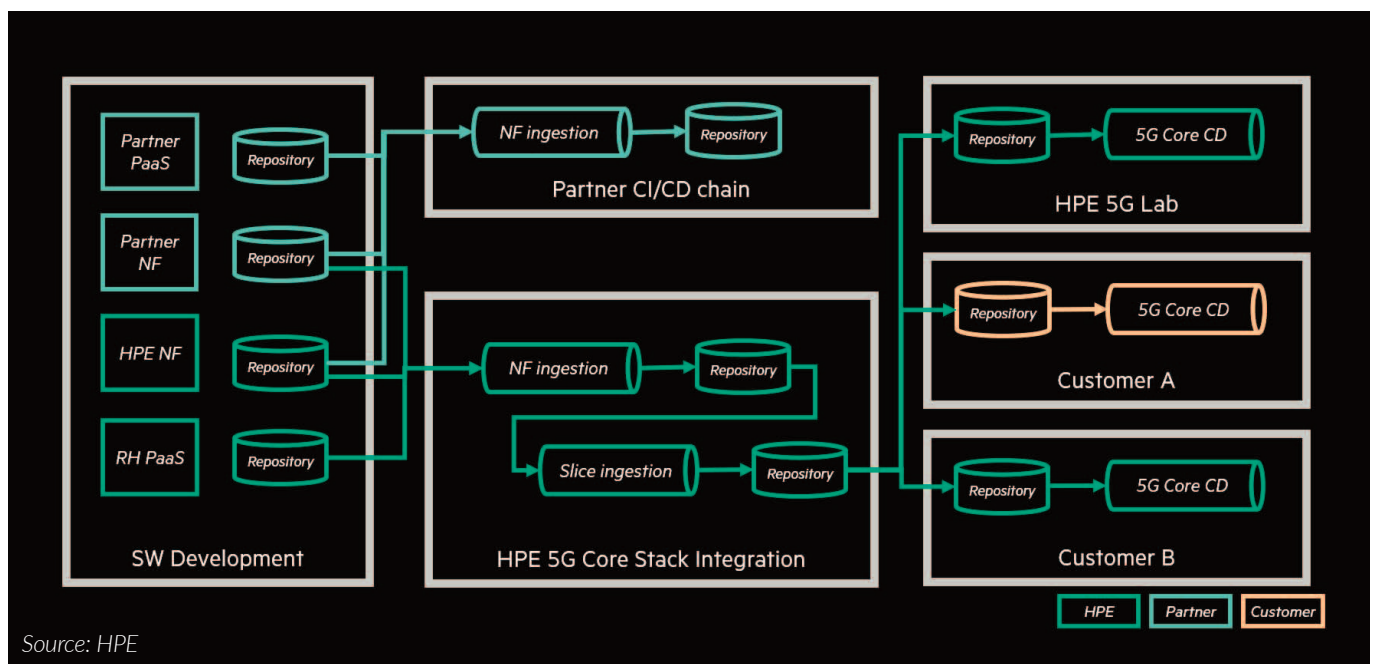 Partner
PaaS
Repository
Partner
NF
Repository
HPE NF
Repository
RH PaaS
Repository
SW Development
NF ingestion
Repository
Partner CI/CD chain
NF ingestion
Repository
Slice ingestion
Repository
HPE 5G Core Stack Integration
Repository
5G Core CD
HPE 5G Lab
Repository
5G Core CD
Customer A
Repository
5G Core CD
Customer B
HPE
Partner
Customer
Source: HPE